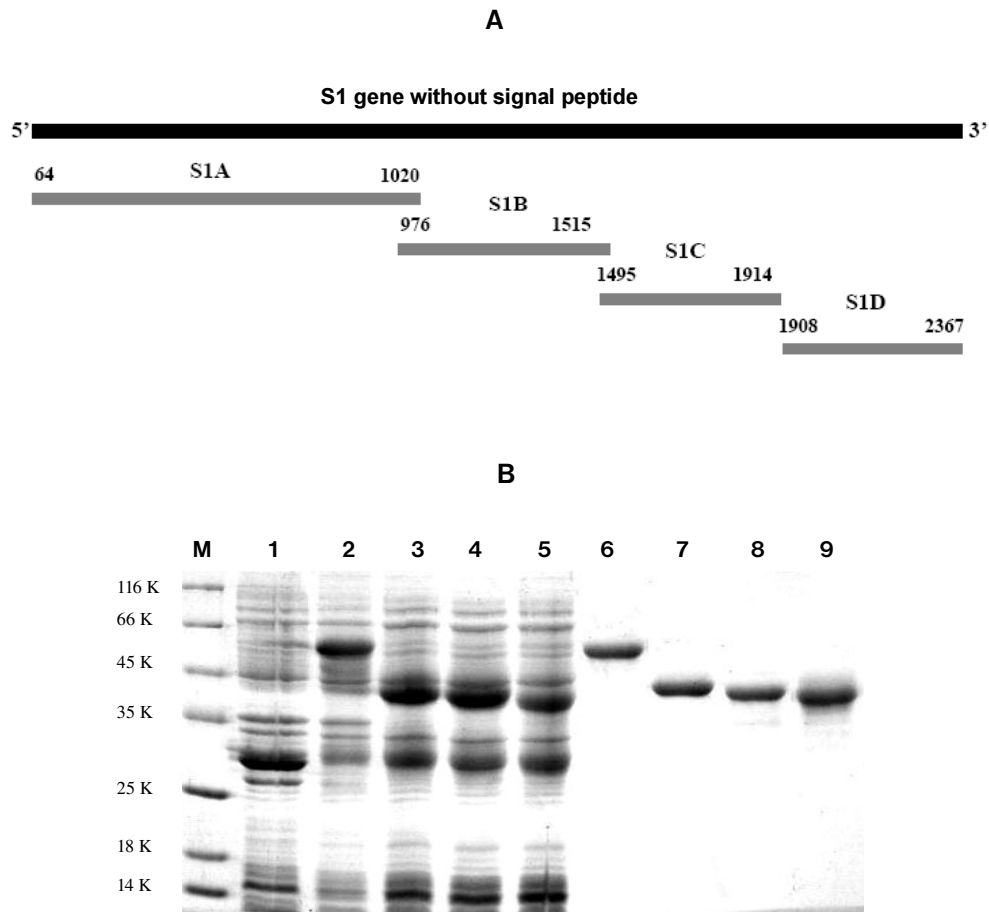 A
S1 gene without signal peptide
5’ 3’
64 S1A 1020
S1B
976 1515
S1C
1495 1914
S1D
1908 2367
B
M 1 2 3 4 5 6 7 8 9
116 K
66 K
45 K
35 K
25 K
18 K
14 K